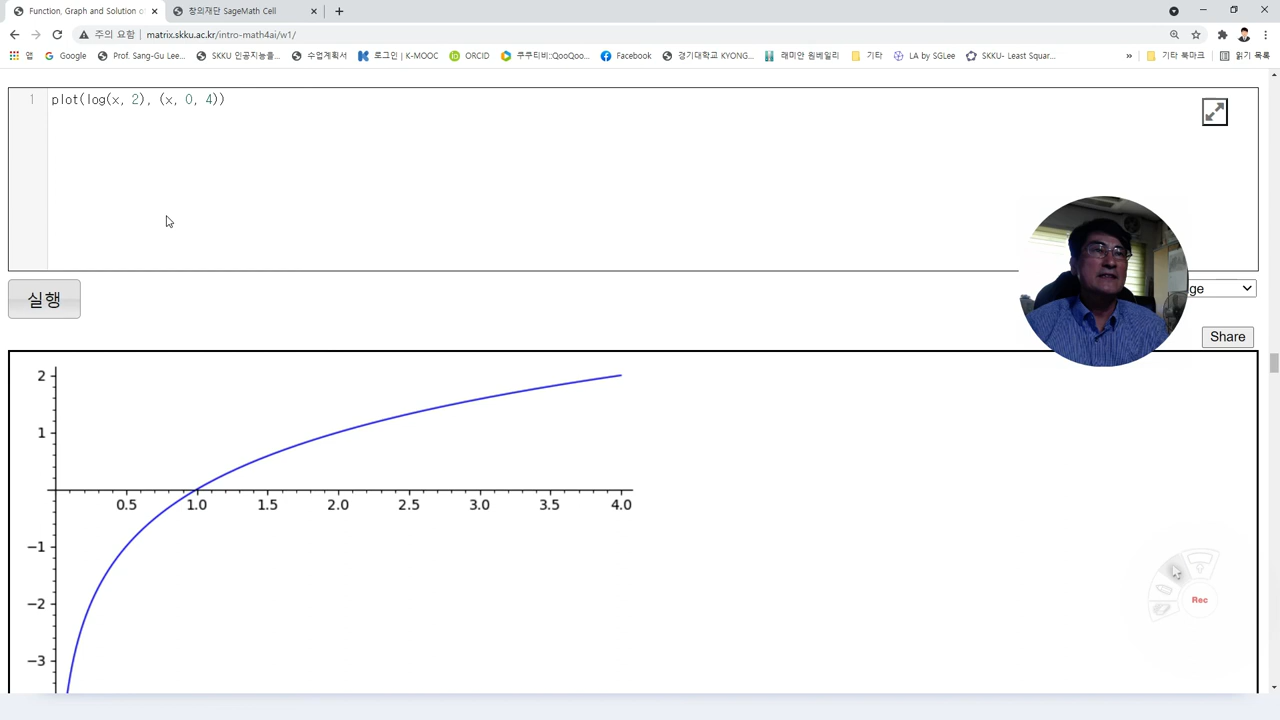 Function, Graph and Solution o
창의재단 SageMath Cell
주의 요함
matrix.skku.ac.kr/intro-math4ai/w1/
앱
Google
Prof. Sang-Gu Lee...
SKKU 인공지능을...
수업계획서
로그인 | K-MOOC
ORCID
쿠쿠티비::QooQoo...
Facebook
경기대학교 KYONG...
래미안 원베일리
기타
LA by SGLee
SKKU- Least Squar...
»
기타 북마크
읽기 목록
1
plot(log(x, 2), (x, 0, 4))
실행
ge
Share
2
1
0.5 1.0 1.5 2.0 2.5 3.0 3.5 4.0
−1
−2
−3
Rec